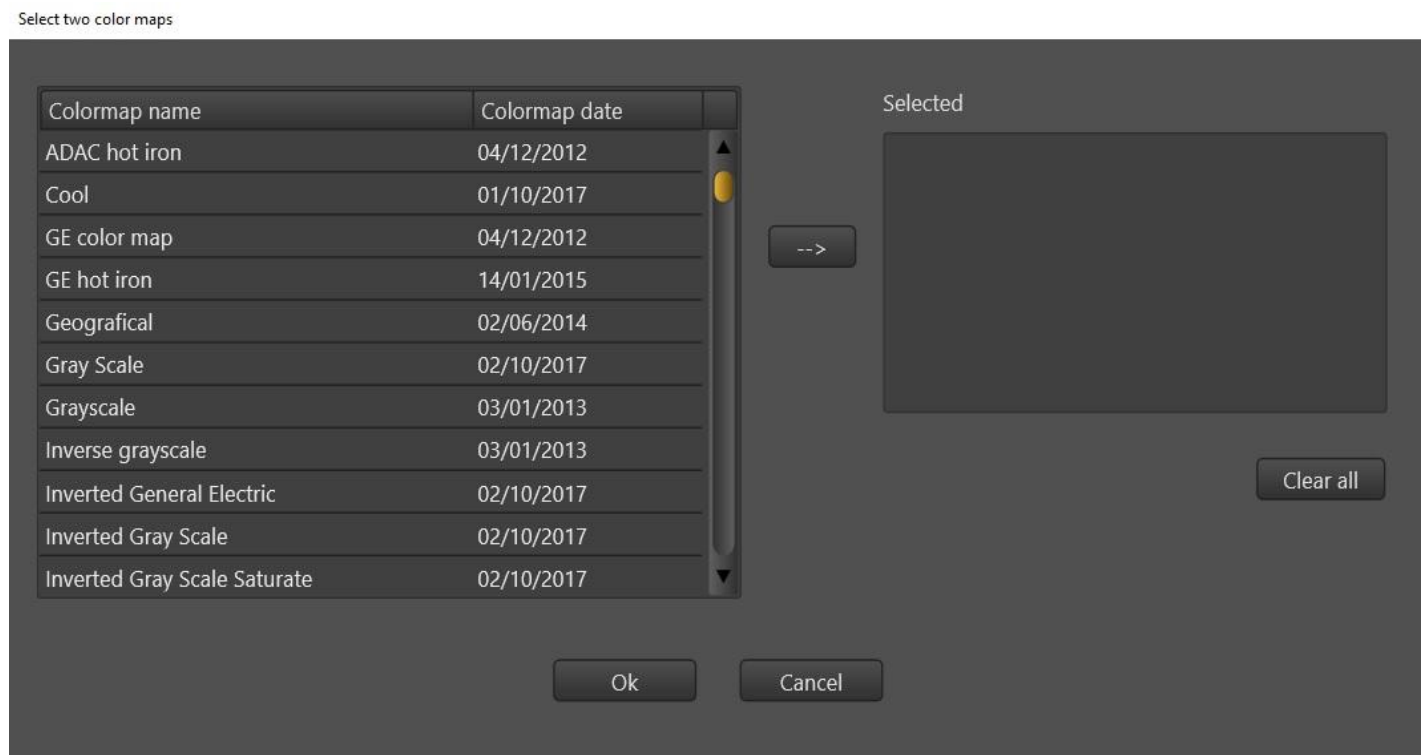 Select two color maps
Colormap name Colormap date
ADAC hot iron 04/12/2012
Cool 01/10/2017
GE color map 04/12/2012
GE hot iron 14/01/2015
Geografical 02/06/2014
Gray Scale 02/10/2017
Grayscale 03/01/2013
Inverse grayscale 03/01/2013
Inverted General Electric 02/10/2017
Inverted Gray Scale 02/10/2017
Inverted Gray Scale Saturate 02/10/2017
-->
Selected
Clear all
Ok Cancel